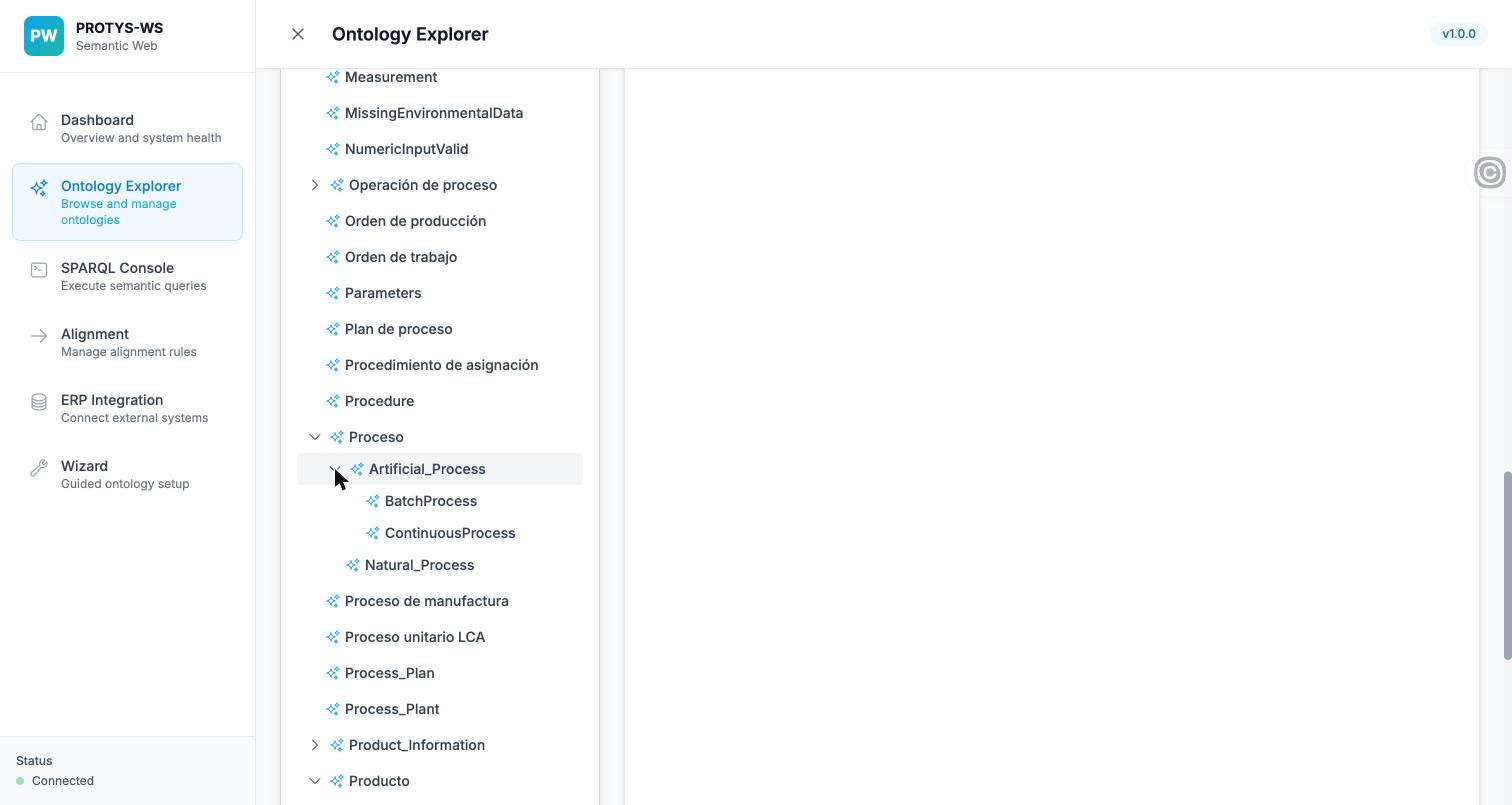 PW
PROTYS-WS
Semantic Web
Ontology Explorer
v1.0.0
Dashboard
Overview and system health
Ontology Explorer
Browse and manage
ontologies
SPARQL Console
Execute semantic queries
Alignment
Manage alignment rules
ERP Integration
Connect external systems
Wizard
Guided ontology setup
Status
Connected
Measurement
MissingEnvironmentalData
NumericInputValid
Operación de proceso
Orden de producción
Orden de trabajo
Parameters
Plan de proceso
Procedimiento de asignación
Procedure
Proceso
Artificial_Process
BatchProcess
ContinuousProcess
Natural_Process
Proceso de manufactura
Proceso unitario LCA
Process_Plan
Process_Plant
Product_Information
Producto